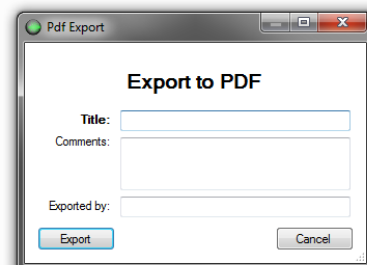 Pdf Export
Export to PDF
Title:
Comments:
Exported by:
Export
Cancel